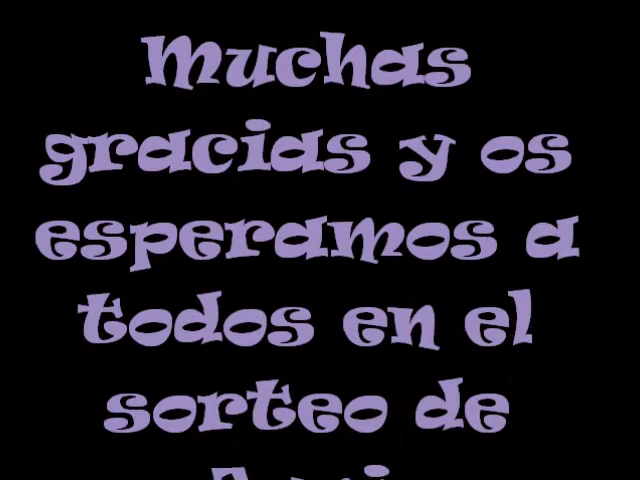 Muchas
gracias y os
esperamos a
todos en el
sorteo de